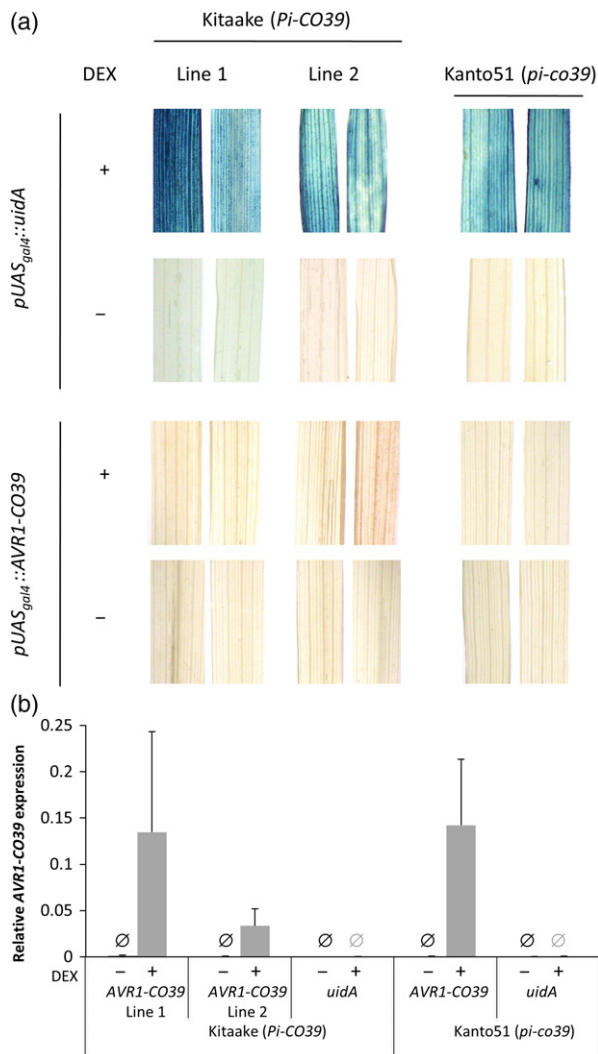 (a)
Kitaake (Pi-CO39)
DEX
Line 1
Line 2
Kanto51 (pi-co39)
pUASgal4::uidA
+
–
pUASgal4::AVR1-CO39
+
–
(b)
Relative AVR1-CO39 expression
0.25
0.2
0.15
0.1
0.05
0
∅ ∅ ∅ ∅ ∅ ∅ ∅
DEX – + – + – + – + – +
AVR1-CO39 AVR1-CO39 uidA AVR1-CO39 uidA
Line 1 Line 2
Kitaake (Pi-CO39) Kanto51 (pi-co39)